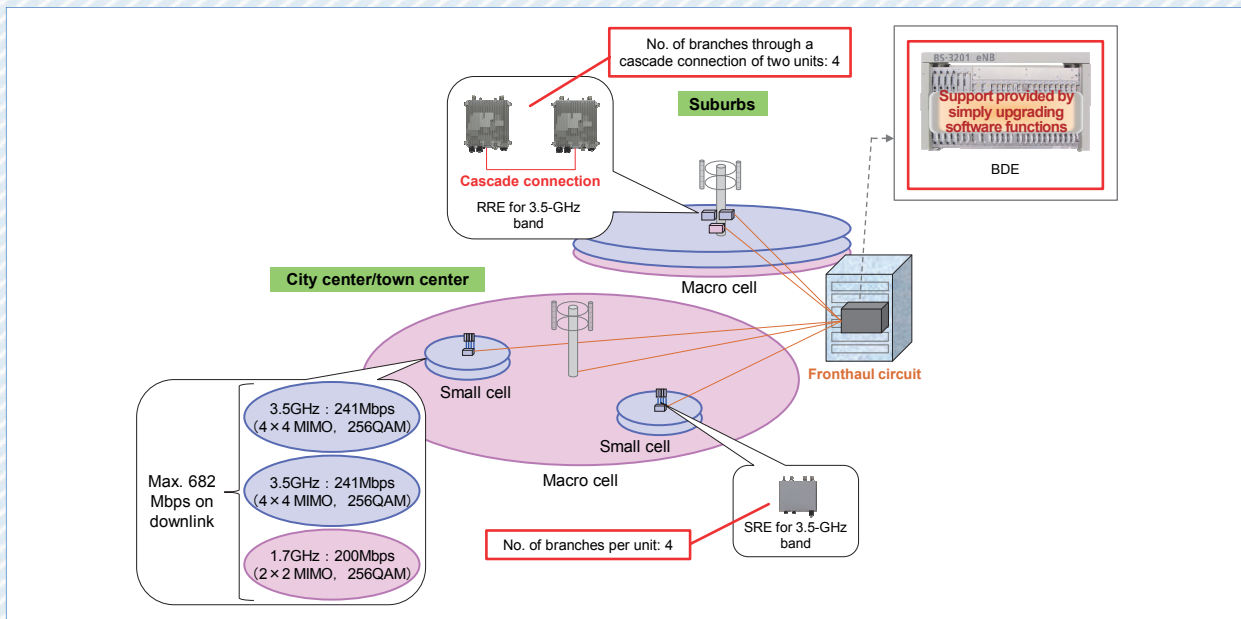 No. of branches through a
cascade connection of two units: 4
Suburbs
BS-3201 eNB
Support provided by
simply upgrading
software functions
BDE
Cascade connection
RRE for 3.5-GHz
band
Macro cell
City center/town center
Fronthaul circuit
Small cell
Small cell
Macro cell
Max. 682
Mbps on
downlink
3.5GHz：241Mbps
(4×4 MIMO, 256QAM)
3.5GHz：241Mbps
(4×4 MIMO, 256QAM)
1.7GHz：200Mbps
(2×2 MIMO, 256QAM)
No. of branches per unit: 4
SRE for 3.5-GHz
band